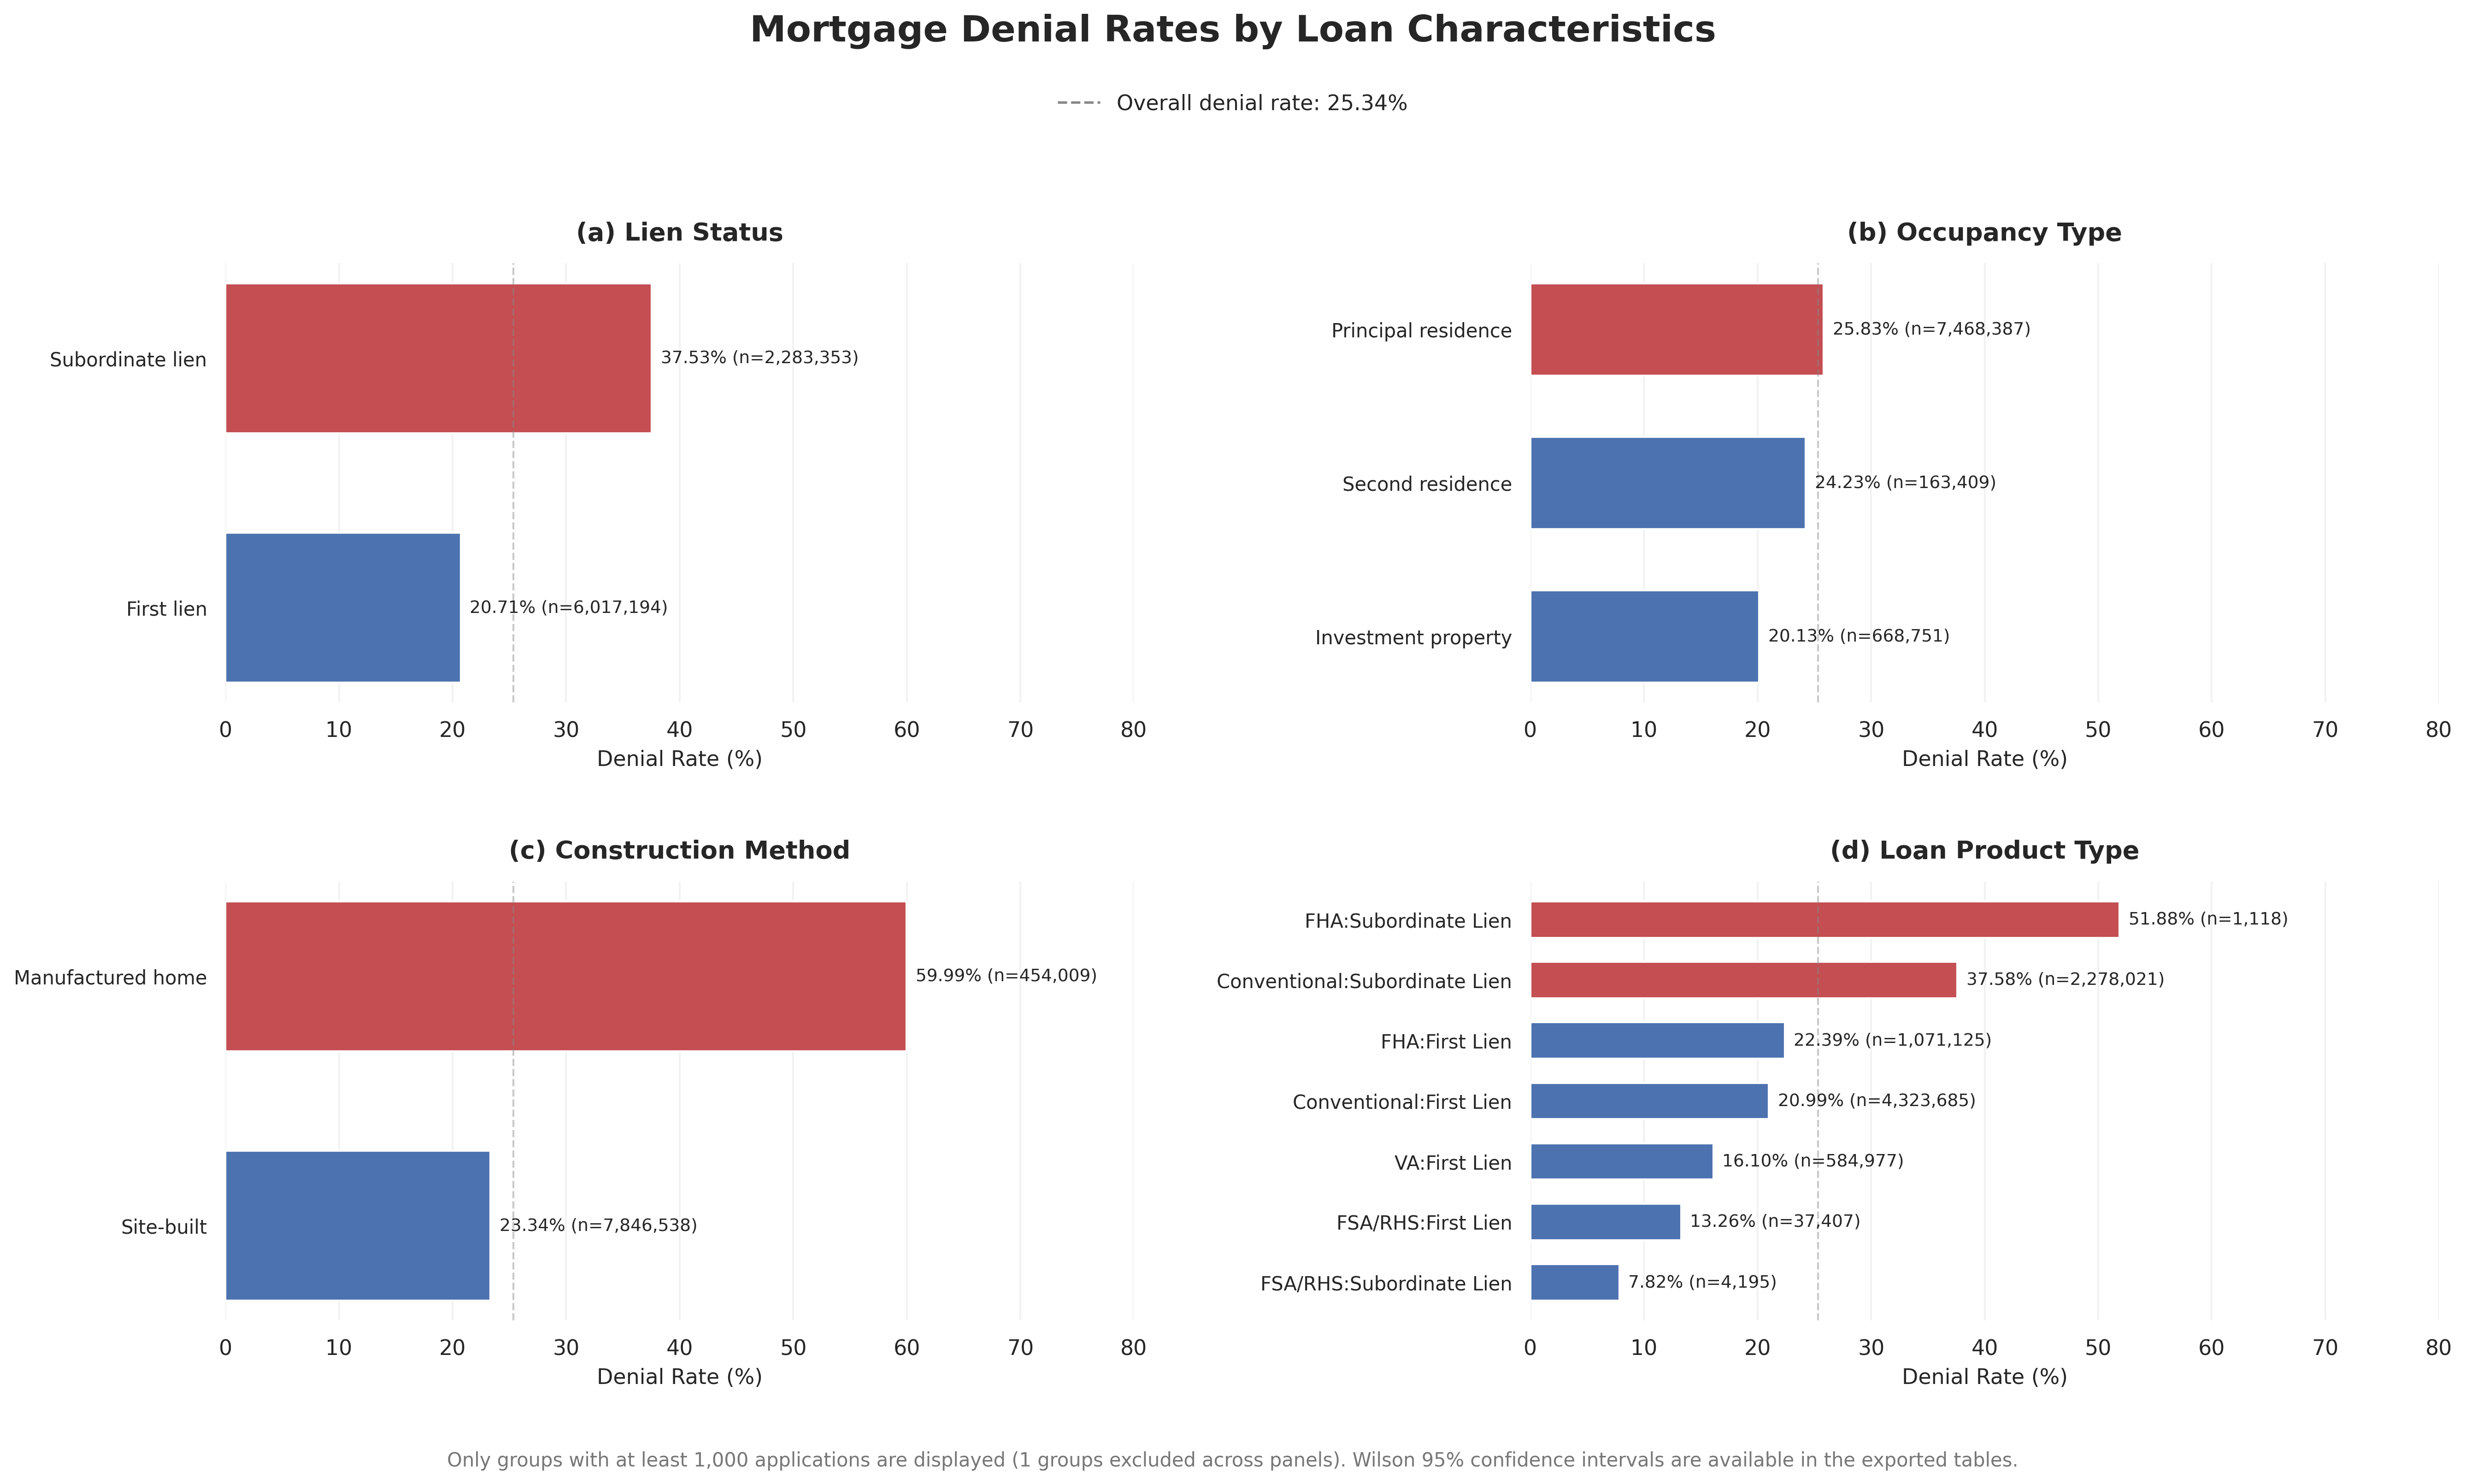 Mortgage Denial Rates by Loan Characteristics
Overall denial rate: 25.34%
(a) Lien Status
Subordinate lien
37.53% (n=2,283,353)
First lien
20.71% (n=6,017,194)
0 10 20 30 40 50 60 70 80
Denial Rate (%)
(b) Occupancy Type
Principal residence
25.83% (n=7,468,387)
Second residence
24.23% (n=163,409)
Investment property
20.13% (n=668,751)
0 10 20 30 40 50 60 70 80
Denial Rate (%)
(c) Construction Method
Manufactured home
59.99% (n=454,009)
Site-built
23.34% (n=7,846,538)
0 10 20 30 40 50 60 70 80
Denial Rate (%)
(d) Loan Product Type
FHA:Subordinate Lien
51.88% (n=1,118)
Conventional:Subordinate Lien
37.58% (n=2,278,021)
FHA:First Lien
22.39% (n=1,071,125)
Conventional:First Lien
20.99% (n=4,323,685)
VA:First Lien
16.10% (n=584,977)
FSA/RHS:First Lien
13.26% (n=37,407)
FSA/RHS:Subordinate Lien
7.82% (n=4,195)
0 10 20 30 40 50 60 70 80
Denial Rate (%)
Only groups with at least 1,000 applications are displayed (1 groups excluded across panels). Wilson 95% confidence intervals are available in the exported tables.